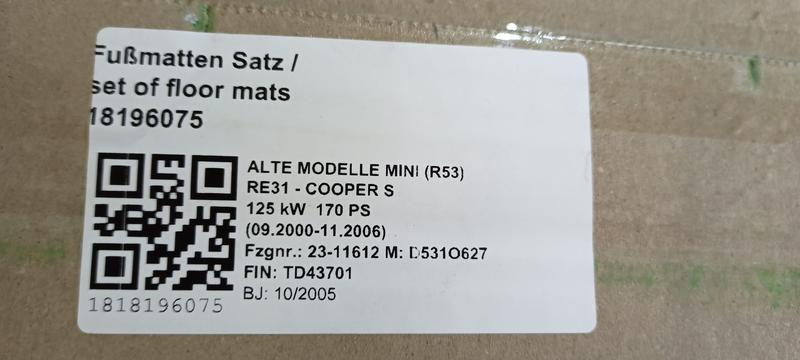 Fußmatten Satz /
set of floor mats
18196075
ALTE MODELLE MINI (R53)
RE31 - COOPER S
125 kW 170 PS
(09.2000-11.2006)
Fzgnr.: 23-11612 M: D531O627
FIN: TD43701
BJ: 10/2005
1818196075